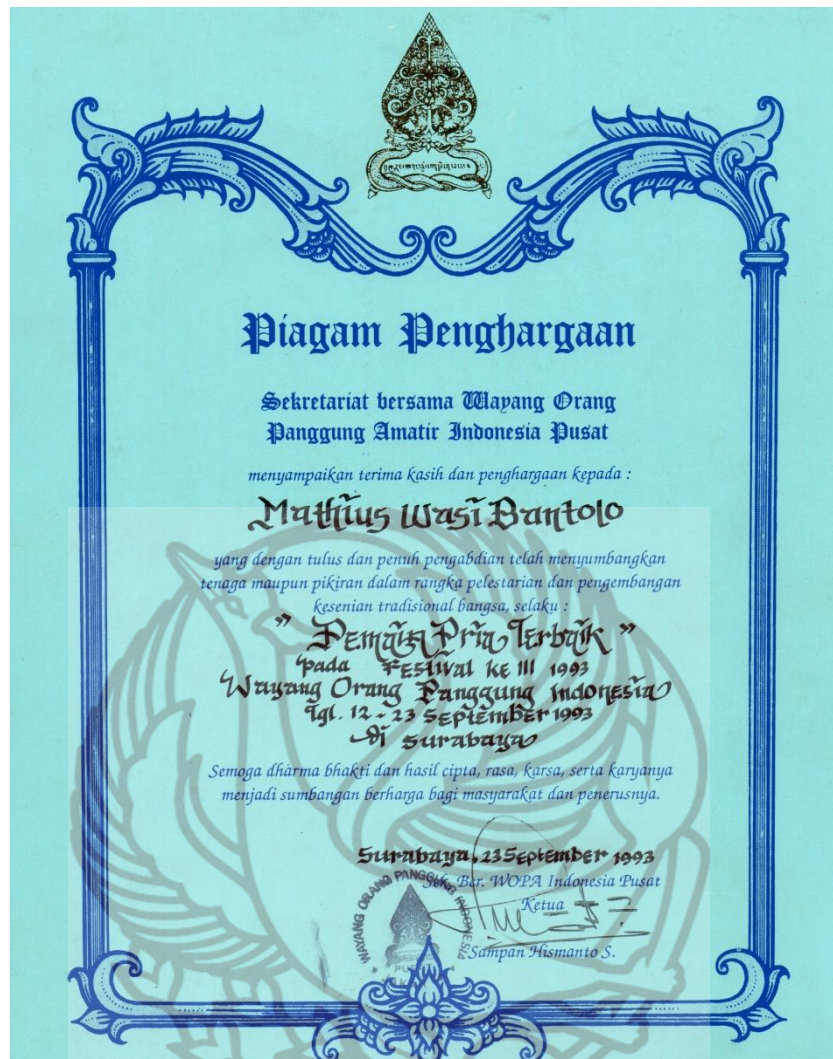 Piagam Penghargaan
Sekretariat bersama Wayang Orang
Panggung Amatir Indonesia Pusat
menyampaikan terima kasih dan penghargaan kepada :
Mathius Wasi Bantolo
yang dengan tulus dan penuh pengabdian telah menyumbangkan
tenaga maupun pikiran dalam rangka pelestarian dan pengembangan
kesenian tradisional bangsa, selaku :
" Pemain Pria Terbaik "
pada Festival ke III 1993
Wayang Orang Panggung Indonesia
Tgl. 12 - 23 September 1993
di Surabaya
Semoga dharma bhakti dan hasil cipta, rasa, karsa, serta karyanya
menjadi sumbangan berharga bagi masyarakat dan penerusnya.
Surabaya, 23 September 1993
Sek. Ber. WOPA Indonesia Pusat
Ketua
WAYANG ORANG PANGGUNG INDONESIA
Sampan Hismanto S.